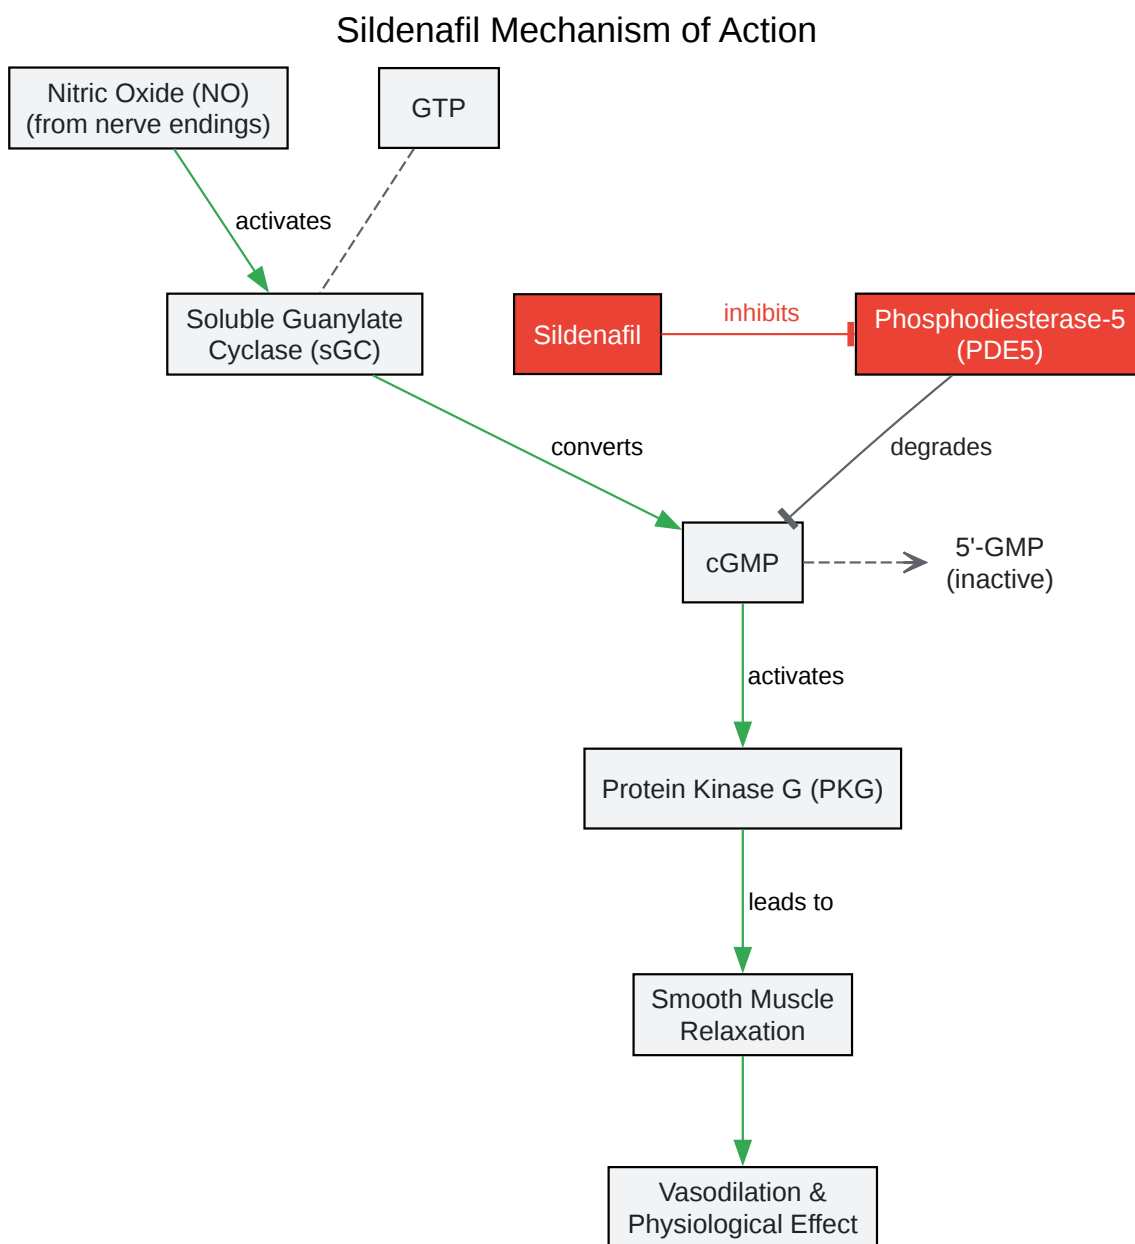 Sildenafil Mechanism of Action
Nitric Oxide (NO)
(from nerve endings)
GTP
activates
Soluble Guanylate
Cyclase (sGC)
Sildenafil
inhibits
Phosphodiesterase-5
(PDE5)
converts
degrades
cGMP
5'-GMP
(inactive)
activates
Protein Kinase G (PKG)
leads to
Smooth Muscle
Relaxation
Vasodilation &
Physiological Effect